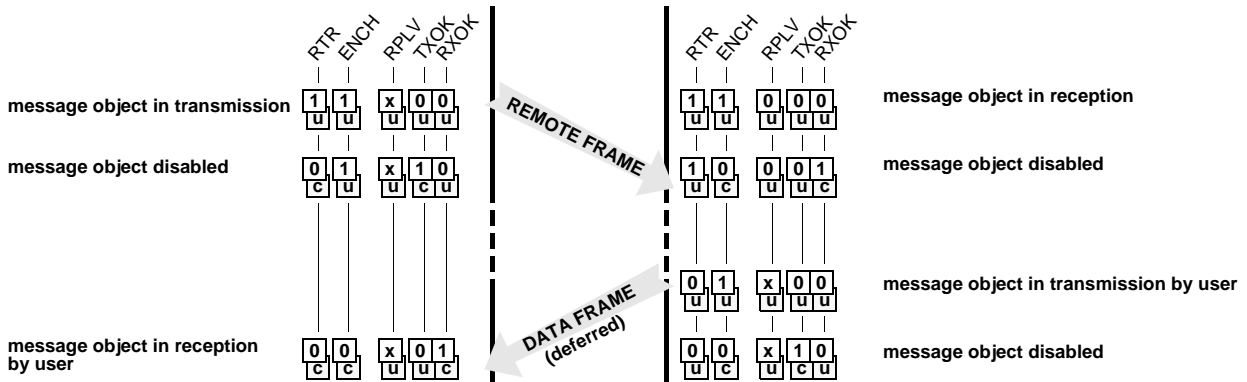 RTR ENCH RPLV TXOK RXOK
RTR ENCH RPLV TXOK RXOK
message object in transmission
1 1 x 0 0
u u u u u
REMOTE FRAME
1 1 0 0 0
u u u u u
message object in reception
message object disabled
0 1 x 1 0
c u u c u
1 0 0 0 1
u c u u c
message object disabled
0 1 x 0 0
u u u u u
message object in transmission by user
DATA FRAME
(deferred)
message object in reception
by user
0 0 x 0 1
c c u u c
0 0 x 1 0
u c u c u
message object disabled